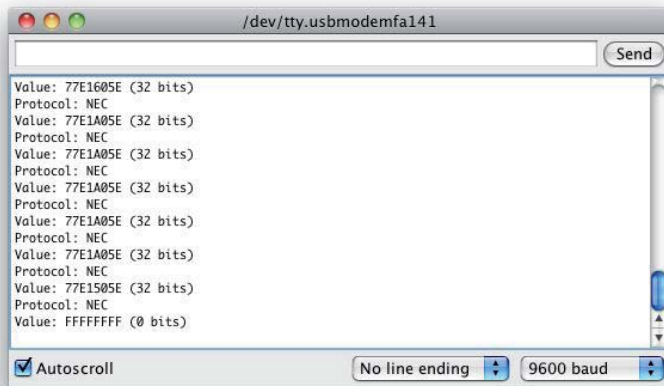 /dev/tty.usbmodemfa141
Send
Value: 77E1605E (32 bits)
Protocol: NEC
Value: 77E1A05E (32 bits)
Protocol: NEC
Value: 77E1A05E (32 bits)
Protocol: NEC
Value: 77E1A05E (32 bits)
Protocol: NEC
Value: 77E1A05E (32 bits)
Protocol: NEC
Value: 77E1A05E (32 bits)
Protocol: NEC
Value: 77E1505E (32 bits)
Protocol: NEC
Value: FFFFFFFF (0 bits)
Autoscroll No line ending 9600 baud